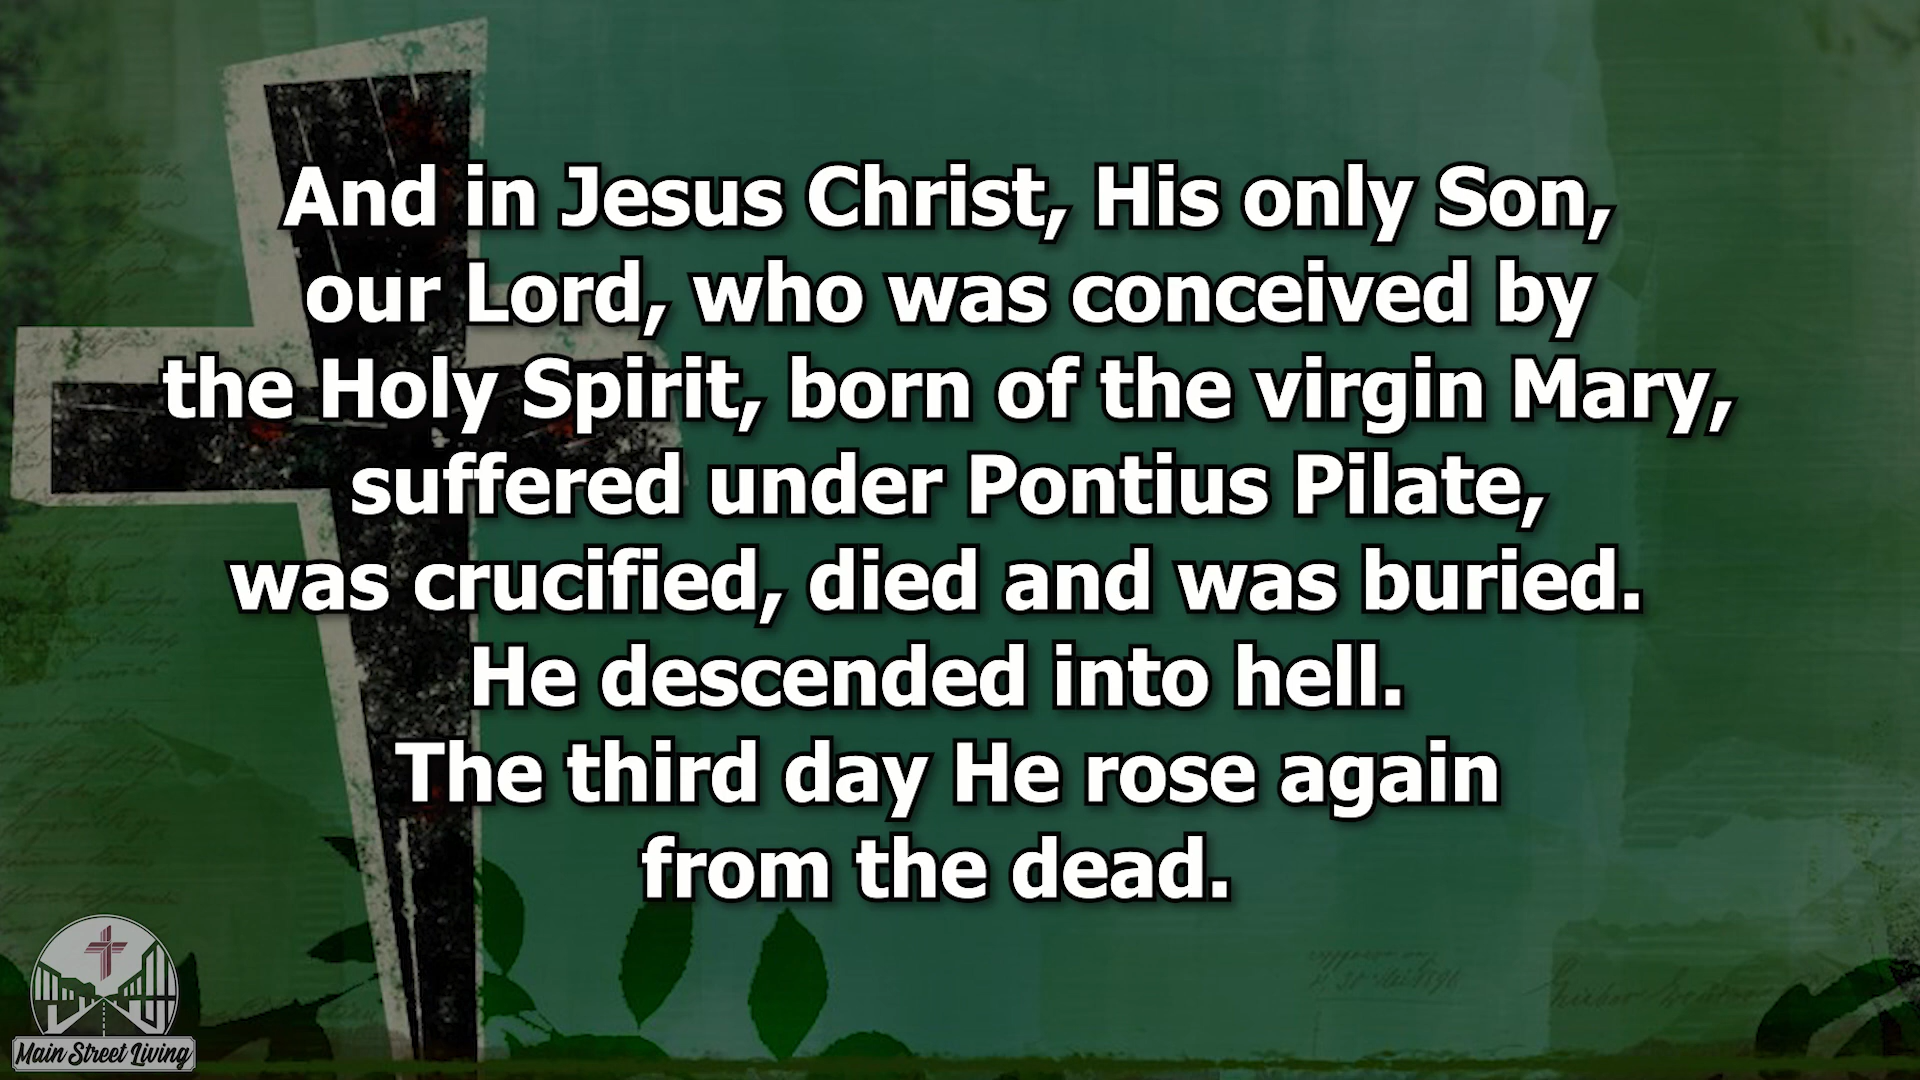 And in Jesus Christ, His only Son,
our Lord, who was conceived by
the Holy Spirit, born of the virgin Mary,
suffered under Pontius Pilate,
was crucified, died and was buried.
He descended into hell.
The third day He rose again
from the dead.
Main Street Living